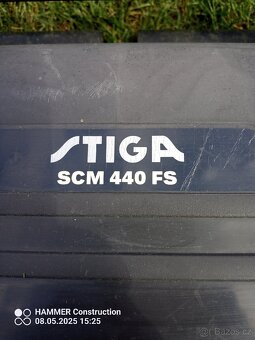 STIGA
SCM 440 FS
HAMMER Construction
08.05.2025 15:25
©Bazos.cz